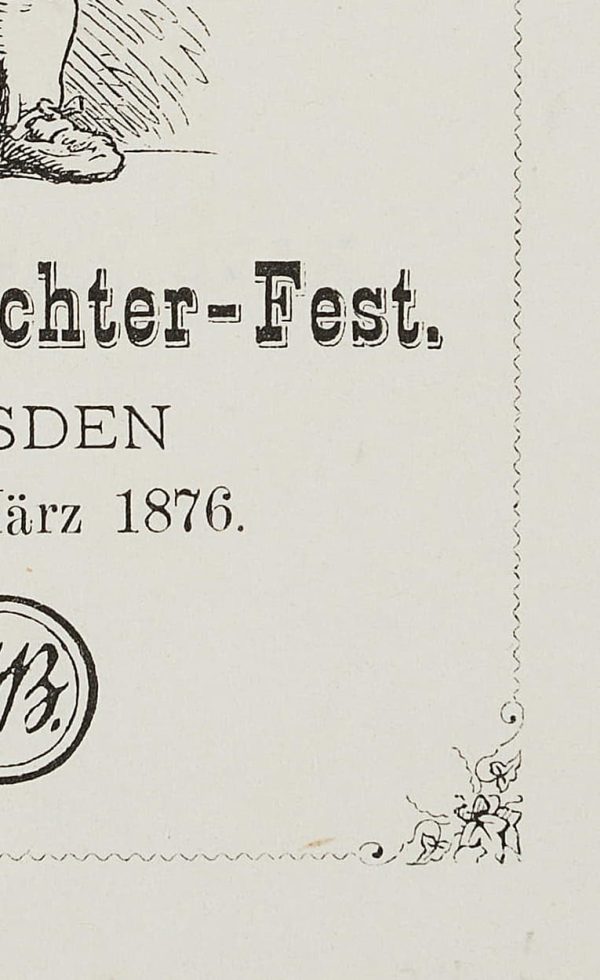 chter-Fest.
SDEN
ärz 1876.
B.